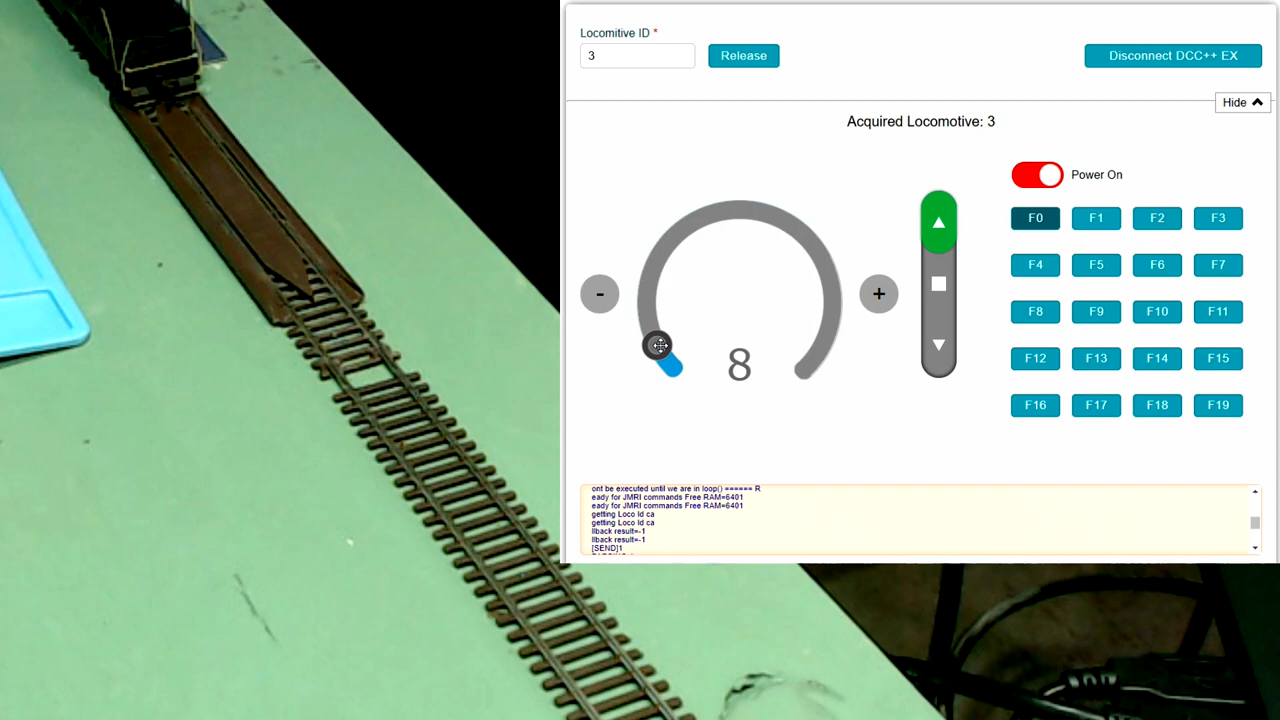 Locomitive ID *
3
Release
Disconnect DCC++ EX
Hide
Acquired Locomotive: 3
Power On
F0 F1 F2 F3
F4 F5 F6 F7
-
+
F8 F9 F10 F11
8
F12 F13 F14 F15
F16 F17 F18 F19
ont be executed until we are in loop() ====== R
eady for JMRI commands Free RAM=6401
eady for JMRI commands Free RAM=6401
getting Loco Id ca
getting Loco Id ca
llback result=-1
llback result=-1
[SEND]1